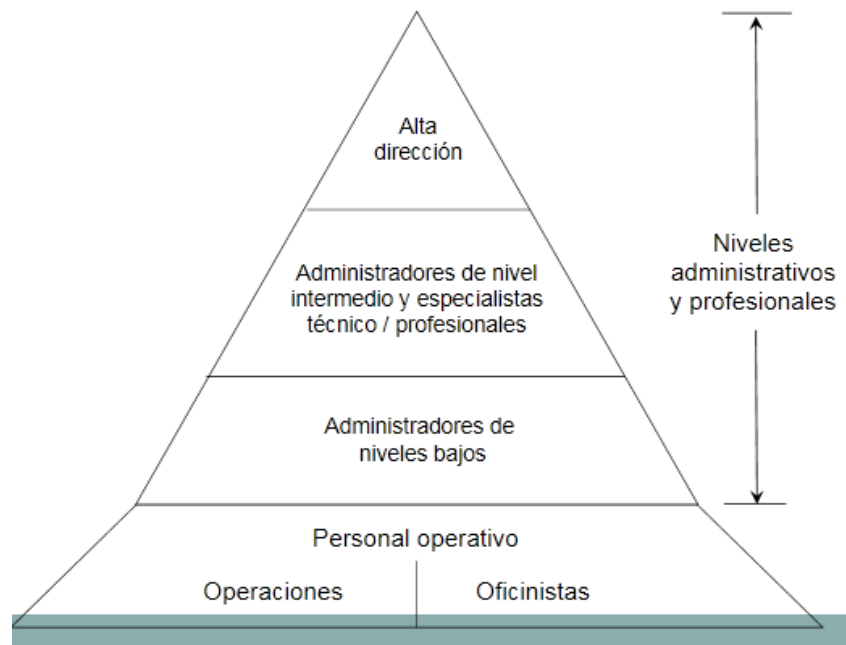 Alta
dirección
Administradores de nivel
intermedio y especialistas
técnico / profesionales
Niveles
administrativos
y profesionales
Administradores de
niveles bajos
Personal operativo
Operaciones
Oficinistas